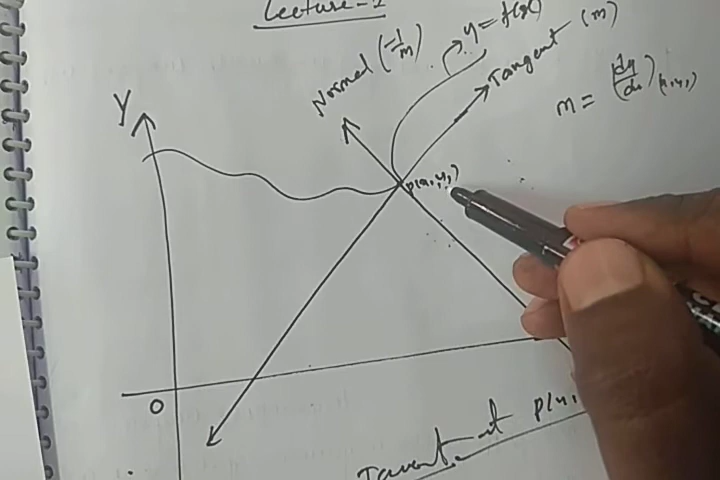 Lecture-1
y = f(x)
Normal (-1/m)
Tangent (m)
m = (dy/dx)(x₁,y₁)
Y
P(x₁,y₁)
O
Tangent at P(x₁